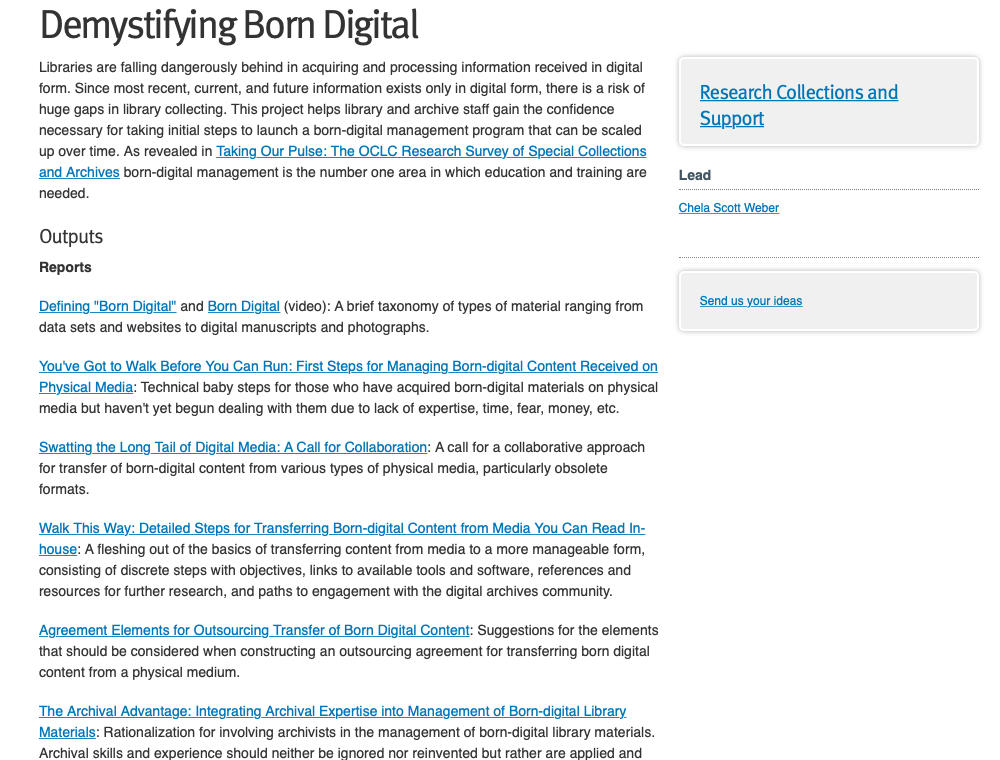 Demystifying Born Digital
Libraries are falling dangerously behind in acquiring and processing information received in digital
form. Since most recent, current, and future information exists only in digital form, there is a risk of
huge gaps in library collecting. This project helps library and archive staff gain the confidence
necessary for taking initial steps to launch a born-digital management program that can be scaled
up over time. As revealed in Taking Our Pulse: The OCLC Research Survey of Special Collections
and Archives born-digital management is the number one area in which education and training are
needed.
Outputs
Reports
Defining "Born Digital" and Born Digital (video): A brief taxonomy of types of material ranging from
data sets and websites to digital manuscripts and photographs.
You've Got to Walk Before You Can Run: First Steps for Managing Born-digital Content Received on
Physical Media: Technical baby steps for those who have acquired born-digital materials on physical
media but haven't yet begun dealing with them due to lack of expertise, time, fear, money, etc.
Swatting the Long Tail of Digital Media: A Call for Collaboration: A call for a collaborative approach
for transfer of born-digital content from various types of physical media, particularly obsolete
formats.
Walk This Way: Detailed Steps for Transferring Born-digital Content from Media You Can Read In-
house: A fleshing out of the basics of transferring content from media to a more manageable form,
consisting of discrete steps with objectives, links to available tools and software, references and
resources for further research, and paths to engagement with the digital archives community.
Agreement Elements for Outsourcing Transfer of Born Digital Content: Suggestions for the elements
that should be considered when constructing an outsourcing agreement for transferring born digital
content from a physical medium.
The Archival Advantage: Integrating Archival Expertise into Management of Born-digital Library
Materials: Rationalization for involving archivists in the management of born-digital library materials.
Archival skills and experience should neither be ignored nor reinvented but rather are applied and
Research Collections and
Support
Lead
Chela Scott Weber
Send us your ideas